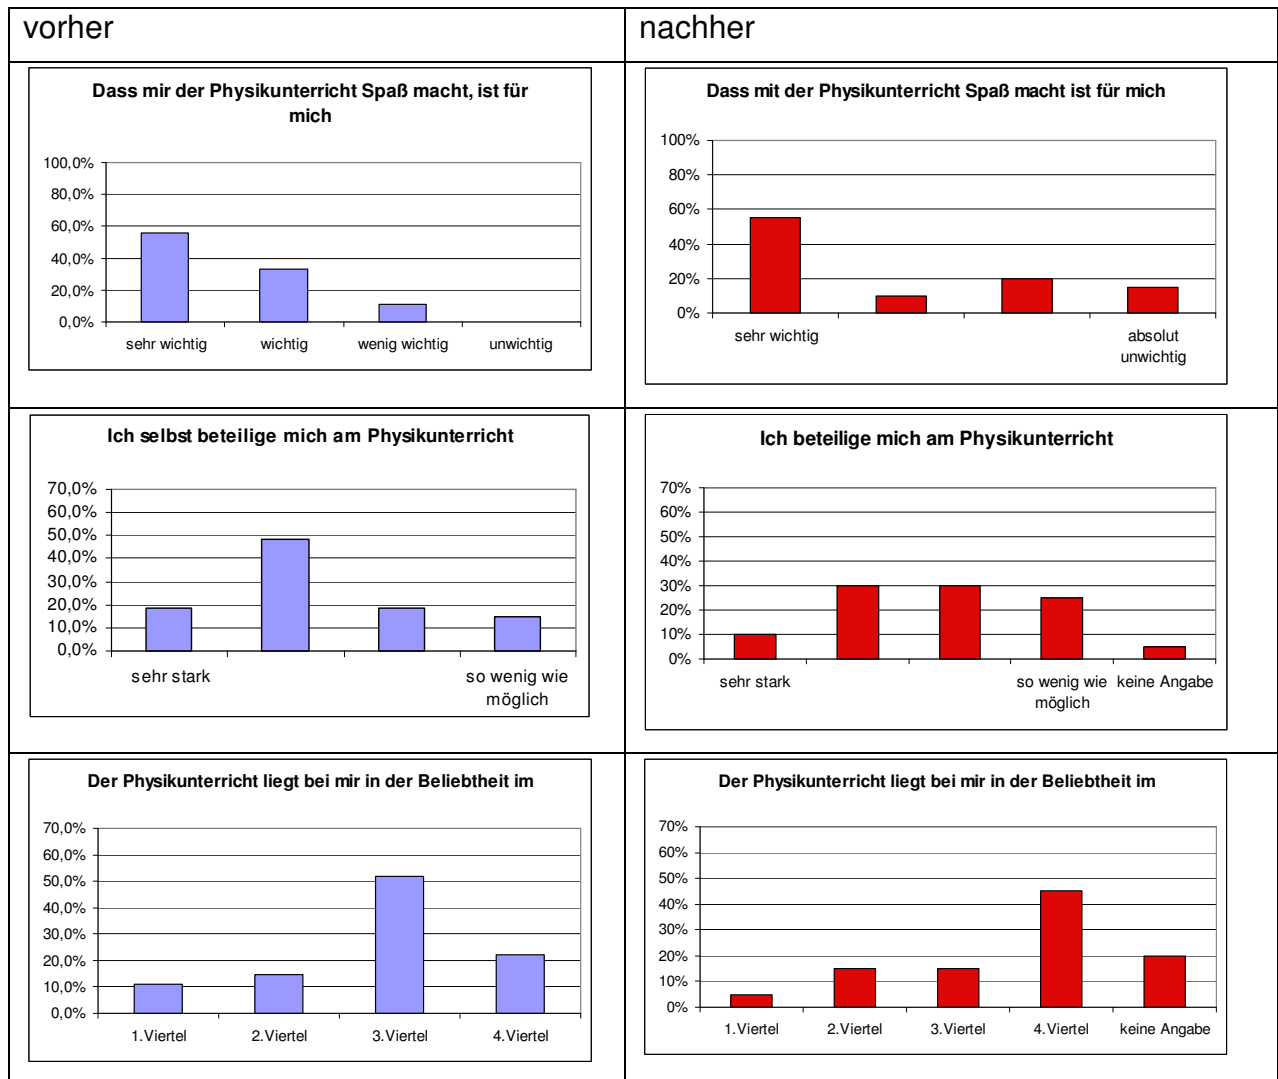 vorher
nachher
Dass mir der Physikunterricht Spaß macht, ist für
mich
100,0%
80,0%
60,0%
40,0%
20,0%
0,0%
sehr wichtig wichtig wenig wichtig unwichtig
Dass mit der Physikunterricht Spaß macht ist für mich
100%
80%
60%
40%
20%
0%
sehr wichtig absolut
unwichtig
Ich selbst beteilige mich am Physikunterricht
70,0%
60,0%
50,0%
40,0%
30,0%
20,0%
10,0%
0,0%
sehr stark so wenig wie
möglich
Ich beteilige mich am Physikunterricht
70%
60%
50%
40%
30%
20%
10%
0%
sehr stark so wenig wie keine Angabe
möglich
Der Physikunterricht liegt bei mir in der Beliebtheit im
70,0%
60,0%
50,0%
40,0%
30,0%
20,0%
10,0%
0,0%
1.Viertel 2.Viertel 3.Viertel 4.Viertel
Der Physikunterricht liegt bei mir in der Beliebtheit im
70%
60%
50%
40%
30%
20%
10%
0%
1.Viertel 2.Viertel 3.Viertel 4.Viertel keine Angabe